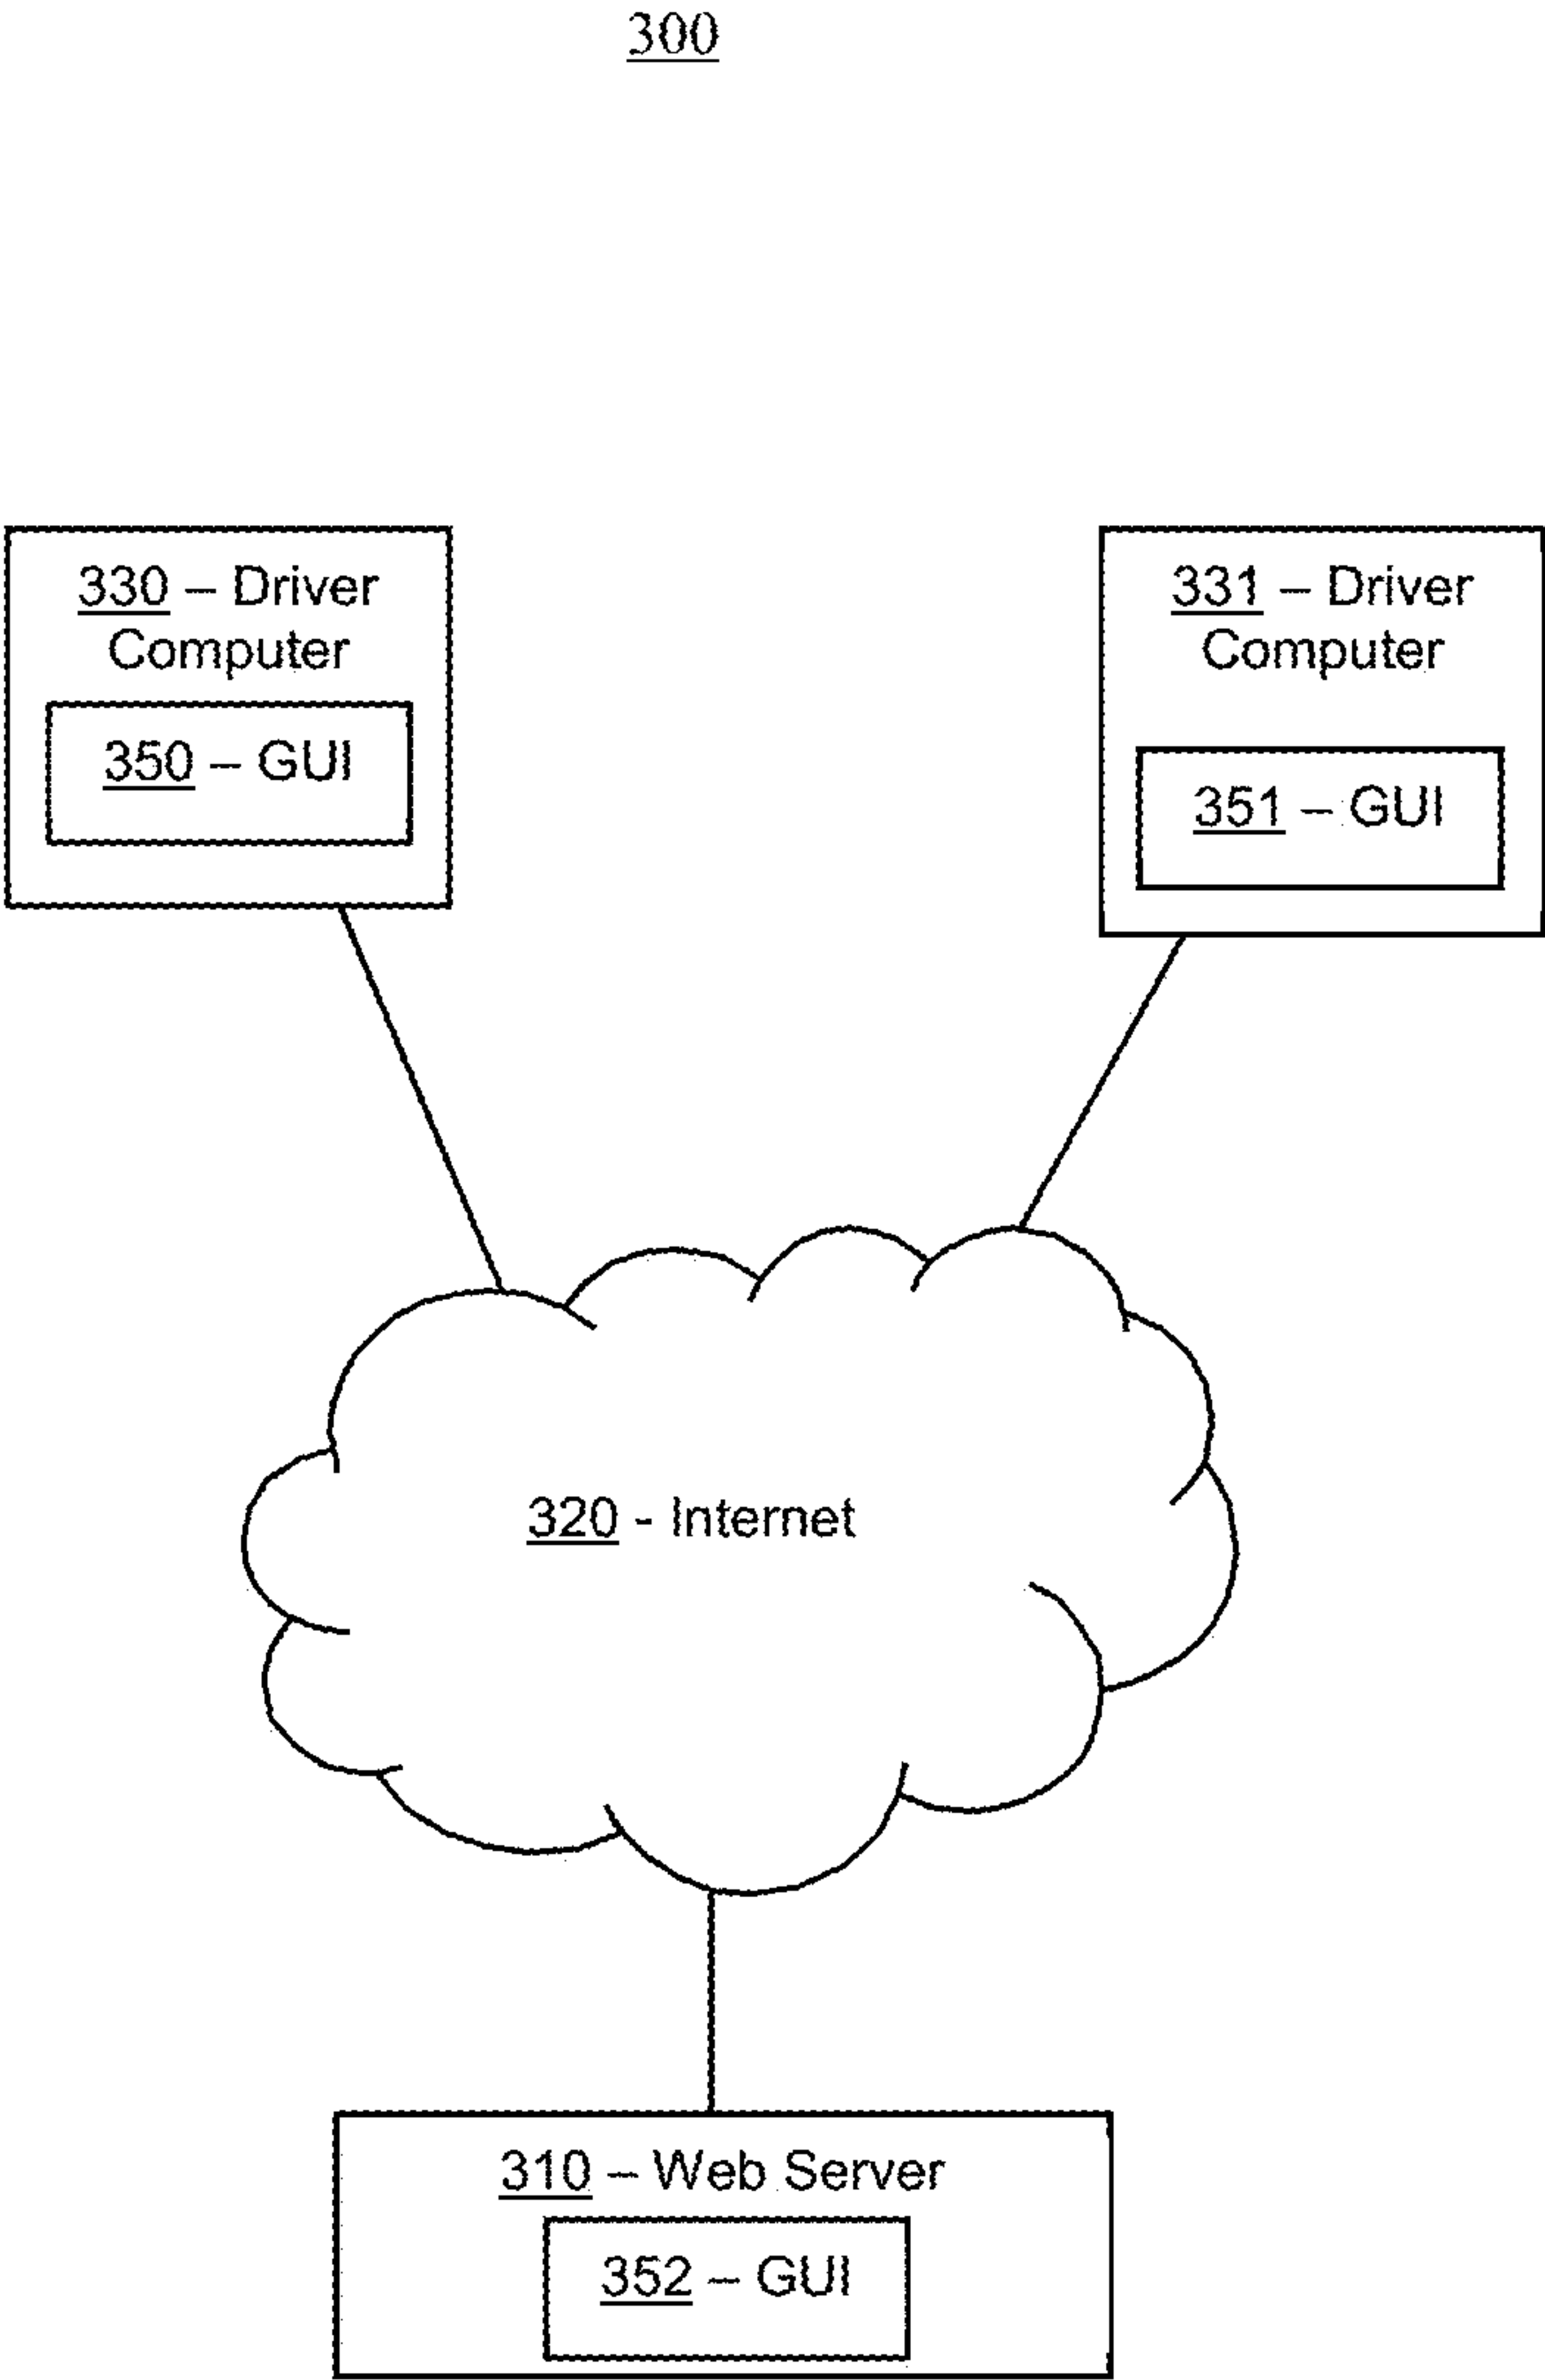 300
330 – Driver
Computer
350 – GUI
331 – Driver
Computer
351 – GUI
320 - Internet
310 – Web Server
352 – GUI